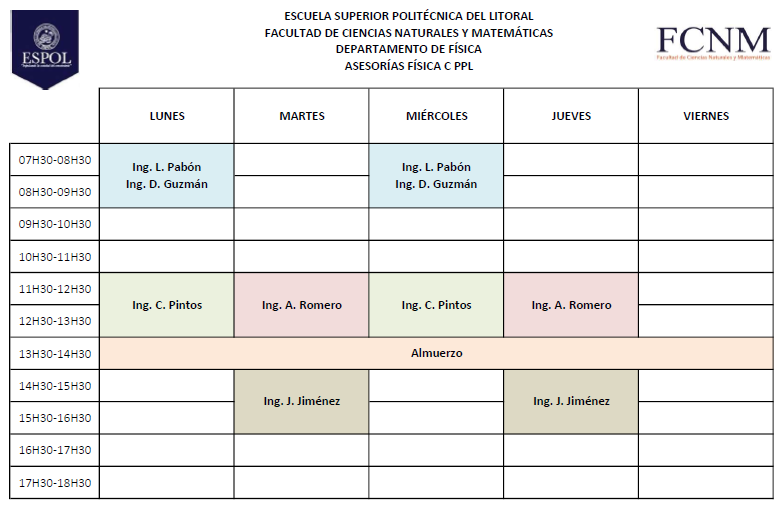 ESCUELA SUPERIOR POLITÉCNICA DEL LITORAL
FACULTAD DE CIENCIAS NATURALES Y MATEMÁTICAS
DEPARTAMENTO DE FÍSICA
ASESORÍAS FÍSICA C PPL
ESPOL
FCNM
Facultad de Ciencias Naturales y Matemáticas
LUNES MARTES MIÉRCOLES JUEVES VIERNES
07H30-08H30
Ing. L. Pabón Ing. L. Pabón
Ing. D. Guzmán Ing. D. Guzmán
08H30-09H30
09H30-10H30
10H30-11H30
11H30-12H30
Ing. C. Pintos Ing. A. Romero Ing. C. Pintos Ing. A. Romero
12H30-13H30
13H30-14H30 Almuerzo
14H30-15H30
Ing. J. Jiménez Ing. J. Jiménez
15H30-16H30
16H30-17H30
17H30-18H30